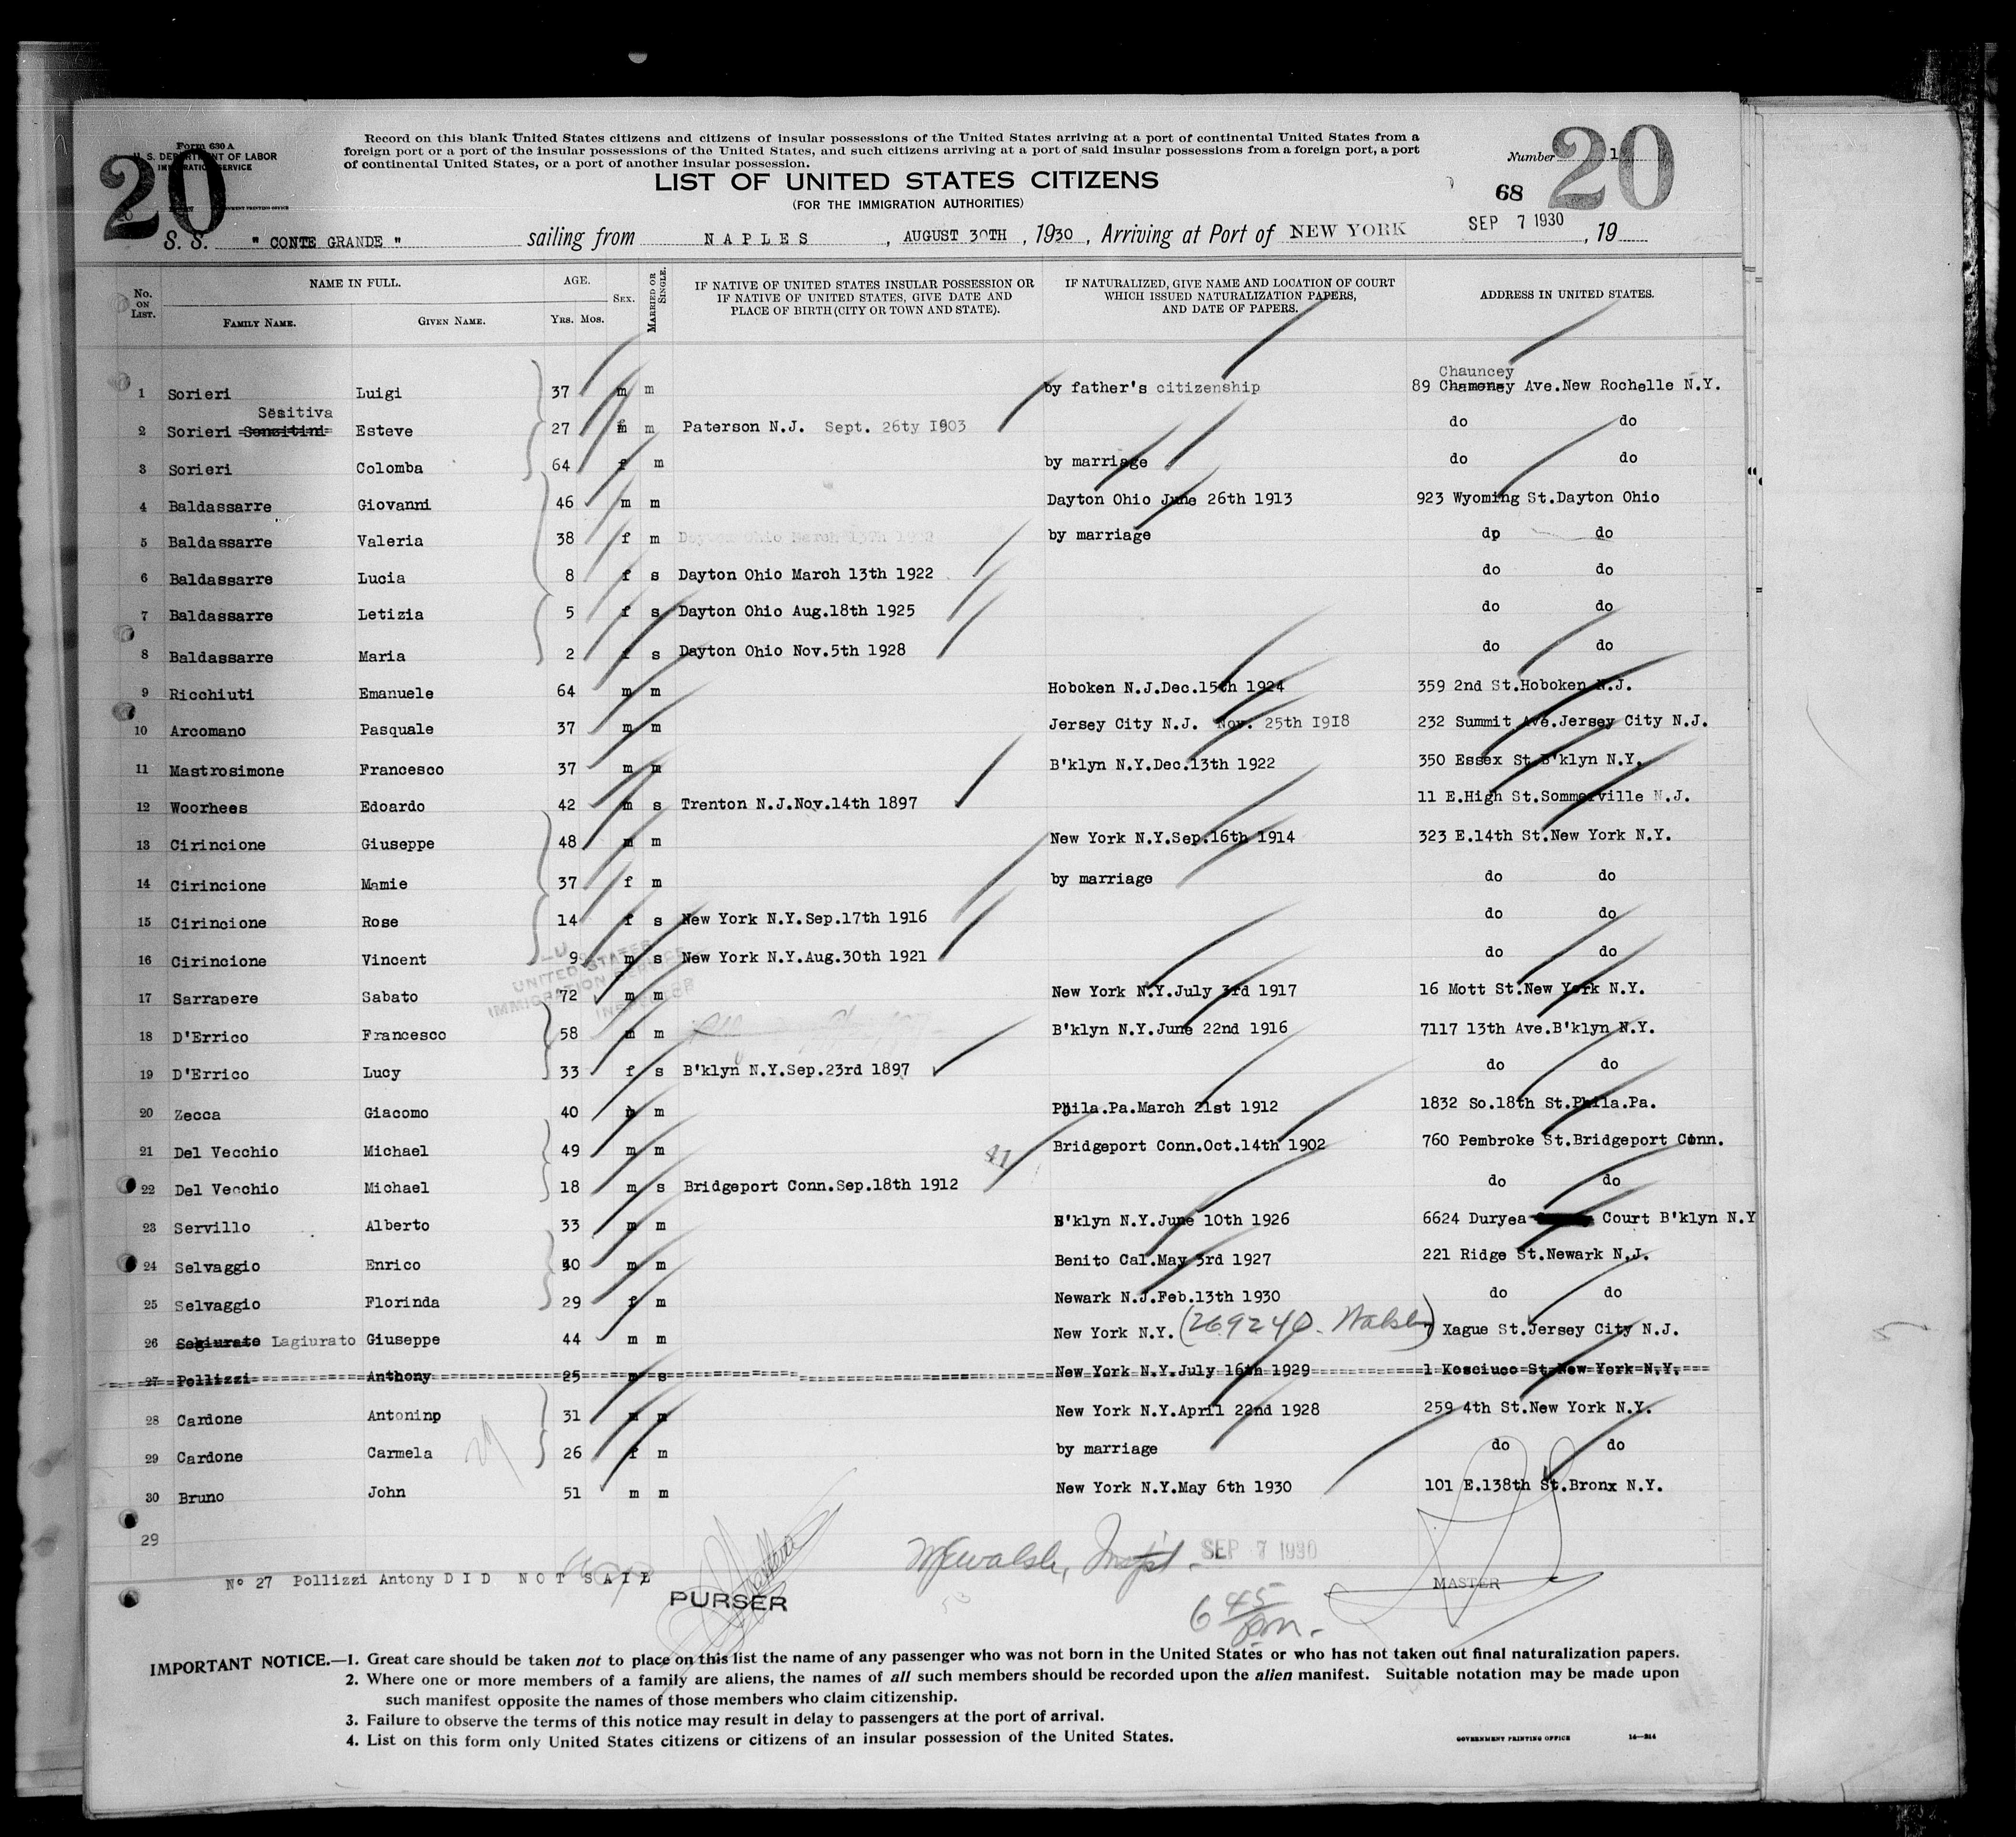 Form 630 A
U. S. DEPARTMENT OF LABOR
IMMIGRATION SERVICE
20
Record on this blank United States citizens and citizens of insular possessions of the United States arriving at a port of continental United States from a
foreign port or a port of the insular possessions of the United States, and such citizens arriving at a port of said insular possessions from a foreign port, a port
of continental United States, or a port of another insular possession.
Number 1
20
LIST OF UNITED STATES CITIZENS
68
(FOR THE IMMIGRATION AUTHORITIES)
S. S. " CONTE GRANDE " sailing from NAPLES , AUGUST 30TH , 1930 , Arriving at Port of NEW YORK SEP 7 1930 , 19
No. ON LIST. NAME IN FULL. FAMILY NAME. GIVEN NAME. AGE. YRS. MOS. SEX. MARRIED OR SINGLE. IF NATIVE OF UNITED STATES INSULAR POSSESSION OR IF NATIVE OF UNITED STATES, GIVE DATE AND PLACE OF BIRTH (CITY OR TOWN AND STATE). IF NATURALIZED, GIVE NAME AND LOCATION OF COURT WHICH ISSUED NATURALIZATION PAPERS, AND DATE OF PAPERS. ADDRESS IN UNITED STATES.
Chauncey
1 Sorieri Luigi 37 m m by father's citizenship 89 Ave.New Rochelle N.Y.
Sesitiva
2 Sorieri Sensitini Esteve 27 f m Paterson N.J. Sept. 26ty I903 do do
3 Sorieri Colomba 64 f m by marriage do do
4 Baldassarre Giovanni 46 m m Dayton Ohio June 26th 1913 923 Wyoming St.Dayton Ohio
5 Baldassarre Valeria 38 f m by marriage dp do
6 Baldassarre Lucia 8 f s Dayton Ohio March 13th 1922 do do
7 Baldassarre Letizia 5 f s Dayton Ohio Aug.18th 1925 do do
8 Baldassarre Maria 2 f s Dayton Ohio Nov.5th 1928 do do
9 Ricchiuti Emanuele 64 m m Hoboken N.J.Dec.15th 1924 359 2nd St.Hoboken N.J.
10 Arcomano Pasquale 37 m m Jersey City N.J. Nov. 25th I9I8 232 Summit Ave.Jersey City N.J.
11 Mastrosimone Francesco 37 m m B'klyn N.Y.Dec.13th 1922 350 Essex St.B'klyn N.Y.
12 Woorhees Edoardo 42 m s Trenton N.J.Nov.14th 1897 11 E.High St.Sommerville N.J.
13 Cirincione Giuseppe 48 m m New York N.Y.Sep.16th 1914 323 E.14th St.New York N.Y.
14 Cirincione Mamie 37 f m by marriage do do
15 Cirincione Rose 14 f s New York N.Y.Sep.17th 1916 do do
16 Cirincione Vincent 9 m s New York N.Y.Aug.30th 1921 do do
UNITED STATES
IMMIGRATION SERVICE
INSPECTOR
17 Sarrapere Sabato 72 m m New York N.Y.July 3rd 1917 16 Mott St.New York N.Y.
18 D'Errico Francesco 58 m m B'klyn N.Y.June 22nd 1916 7117 13th Ave.B'klyn N.Y.
19 D'Errico Lucy 33 f s B'klyn N.Y.Sep.23rd 1897 do do
20 Zecca Giacomo 40 m m Phila.Pa.March 21st 1912 1832 So.18th St.Phila.Pa.
21 Del Vecchio Michael 49 m m Bridgeport Conn.Oct.14th 1902 760 Pembroke St.Bridgeport Conn.
41
22 Del Vecchio Michael 18 m s Bridgeport Conn.Sep.18th 1912 do do
23 Servillo Alberto 33 m m B'klyn N.Y.June 10th 1926 6624 Duryea Court B'klyn N.Y
24 Selvaggio Enrico 40 m m Benito Cal.May 3rd 1927 221 Ridge St.Newark N.J.
25 Selvaggio Florinda 29 f m Newark N.J.Feb.13th 1930 do do
26 Segiurato Lagiurato Giuseppe 44 m m New York N.Y. (269240. Walsh) 7 Xague St.Jersey City N.J.
27 Pollizzi Anthony 25 m s New York N.Y.July 16th 1929 1 Kosciuco St.New York N.Y.
28 Cardone Antoninp 31 m m New York N.Y.April 22nd 1928 259 4th St.New York N.Y.
29 Cardone Carmela 26 f m by marriage do do
30 Bruno John 51 m m New York N.Y.May 6th 1930 101 E.138th St.Bronx N.Y.
29
Walsh, Inspt. SEP 7 1930
Nº 27 Pollizzi Antony DID NOT SAIL
PURSER
MASTER
6 45 pm.
IMPORTANT NOTICE.—1. Great care should be taken not to place on this list the name of any passenger who was not born in the United States or who has not taken out final naturalization papers.
2. Where one or more members of a family are aliens, the names of all such members should be recorded upon the alien manifest. Suitable notation may be made upon
such manifest opposite the names of those members who claim citizenship.
3. Failure to observe the terms of this notice may result in delay to passengers at the port of arrival.
4. List on this form only United States citizens or citizens of an insular possession of the United States.
GOVERNMENT PRINTING OFFICE 14—314